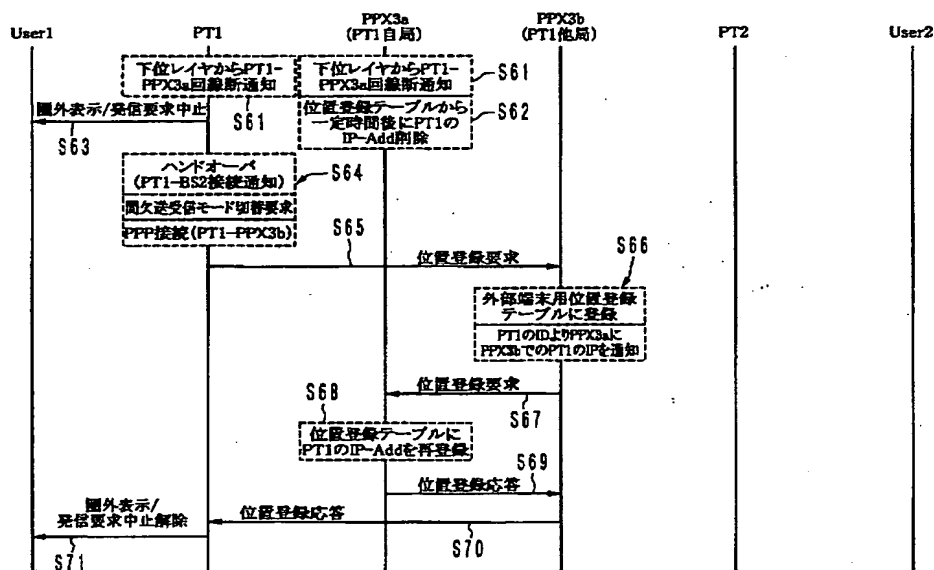 User1
PT1
PPX3a
(PT1自局)
PPX3b
(PT1他局)
PT2
User2
下位レイヤからPT1-
PPX3a回線断通知
S61
下位レイヤからPT1-
PPX3a回線断通知
S61
位置登録テーブルから
一定時間後にPT1の
IP-Add削除
S62
圏外表示/発信要求中止
S63
ハンドオーバ
(PT1-BS2接続通知)
S64
間欠送受信モード切替要求
PPP接続(PT1-PPX3b)
S65
位置登録要求
S66
外部端末用位置登録
テーブルに登録
PT1のIDよりPPX3aに
PPX3bでのPT1のIPを通知
位置登録要求
S67
S68
位置登録テーブルに
PT1のIP-Addを再登録
S69
位置登録応答
圏外表示/
発信要求中止解除
位置登録応答
S70
S71